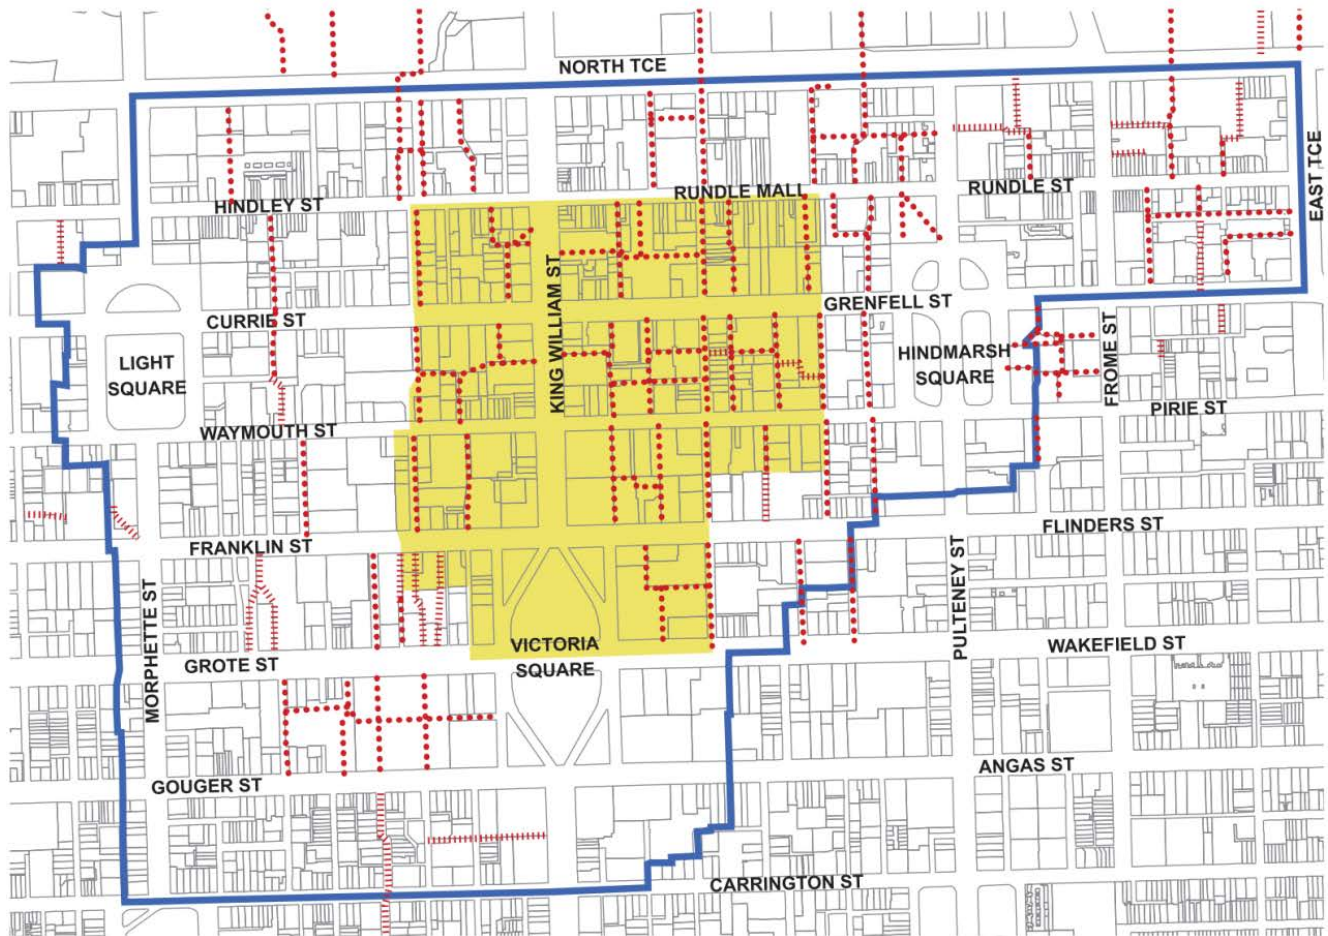 NORTH TCE
EAST TCE
RUNDLE MALL
RUNDLE ST
HINDLEY ST
KING WILLIAM ST
GRENFELL ST
CURRIE ST
LIGHT
SQUARE
HINDMARSH
SQUARE
FROME ST
PIRIE ST
WAYMOUTH ST
FLINDERS ST
FRANKLIN ST
PULTENEY ST
MORPHETTE ST
VICTORIA
SQUARE
WAKEFIELD ST
GROTE ST
ANGAS ST
GOUGER ST
CARRINGTON ST